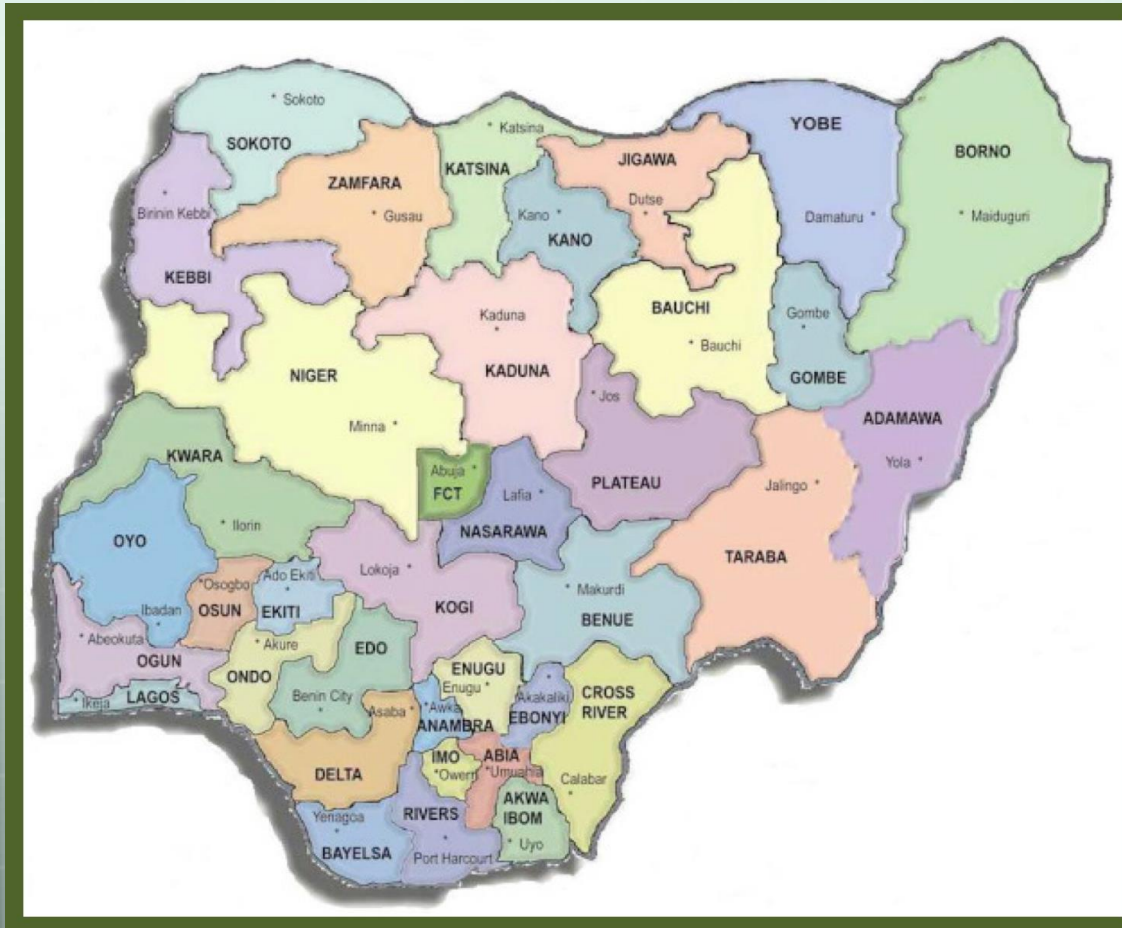 Sokoto
SOKOTO
Katsina
KATSINA
ZAMFARA
Gusau
JIGAWA
Dutse
YOBE
Damaturu
BORNO
Maiduguri
Birinin Kebbi
KEBBI
Kano
KANO
Kaduna
KADUNA
BAUCHI
Bauchi
Gombe
GOMBE
NIGER
Minna
Jos
PLATEAU
ADAMAWA
Yola
KWARA
Ilorin
Abuja
FCT
Lafia
NASARAWA
Jalingo
TARABA
OYO
Ibadan
Osogbo
OSUN
Ado Ekiti
EKITI
Lokoja
KOGI
Makurdi
BENUE
Abeokuta
OGUN
Ikeja
LAGOS
Akure
ONDO
EDO
Benin City
ENUGU
Enugu
Akakaliki
EBONYI
CROSS
RIVER
Calabar
Asaba
Awka
ANAMBRA
DELTA
IMO
Owerri
ABIA
Umuahia
Yenagoa
BAYELSA
RIVERS
Port Harcourt
AKWA
IBOM
Uyo